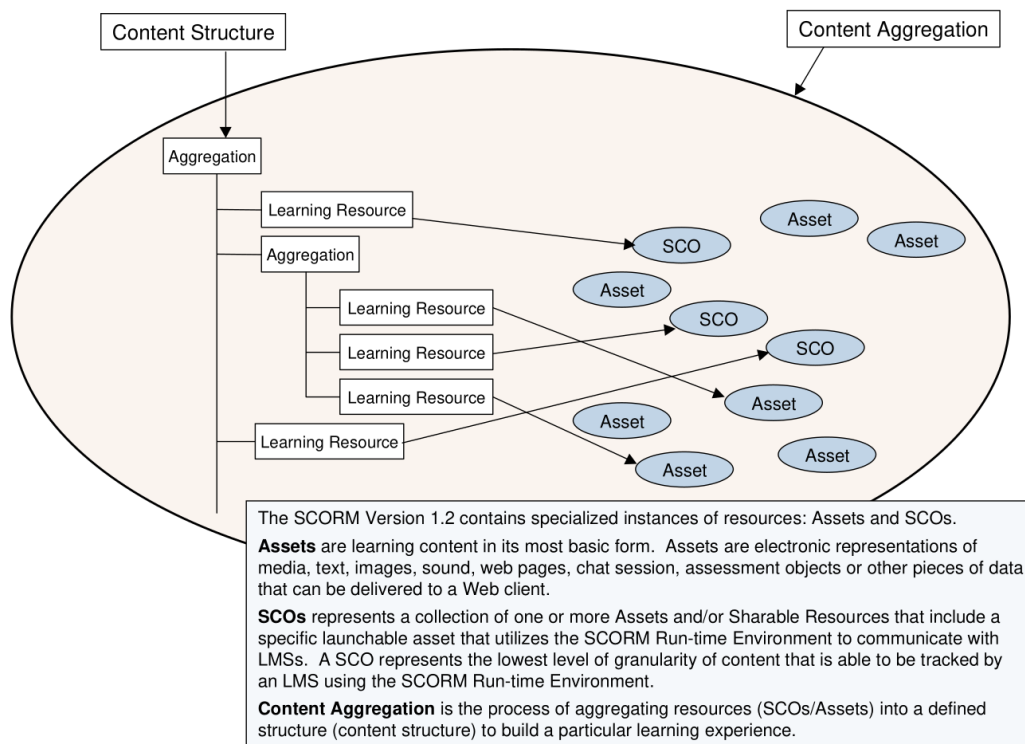 Content Structure
Content Aggregation
Aggregation
Learning Resource
Asset
Asset
SCO
Aggregation
Asset
Learning Resource
SCO
Learning Resource
SCO
Learning Resource
Asset
Asset
Learning Resource
Asset
Asset
The SCORM Version 1.2 contains specialized instances of resources: Assets and SCOs.
Assets are learning content in its most basic form. Assets are electronic representations of
media, text, images, sound, web pages, chat session, assessment objects or other pieces of data
that can be delivered to a Web client.
SCOs represents a collection of one or more Assets and/or Sharable Resources that include a
specific launchable asset that utilizes the SCORM Run-time Environment to communicate with
LMSs. A SCO represents the lowest level of granularity of content that is able to be tracked by
an LMS using the SCORM Run-time Environment.
Content Aggregation is the process of aggregating resources (SCOs/Assets) into a defined
structure (content structure) to build a particular learning experience.